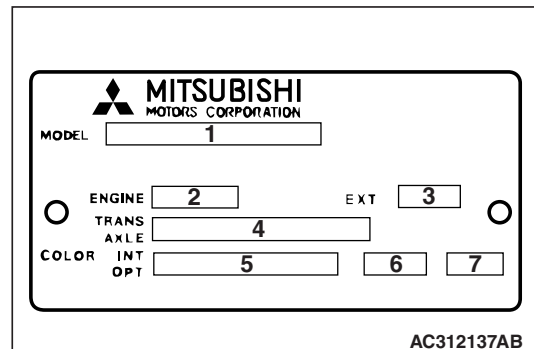 MITSUBISHI
MOTORS CORPORATION
MODEL 1
ENGINE 2 EXT 3
TRANS AXLE 4
COLOR INT OPT 5 6 7
AC312137AB